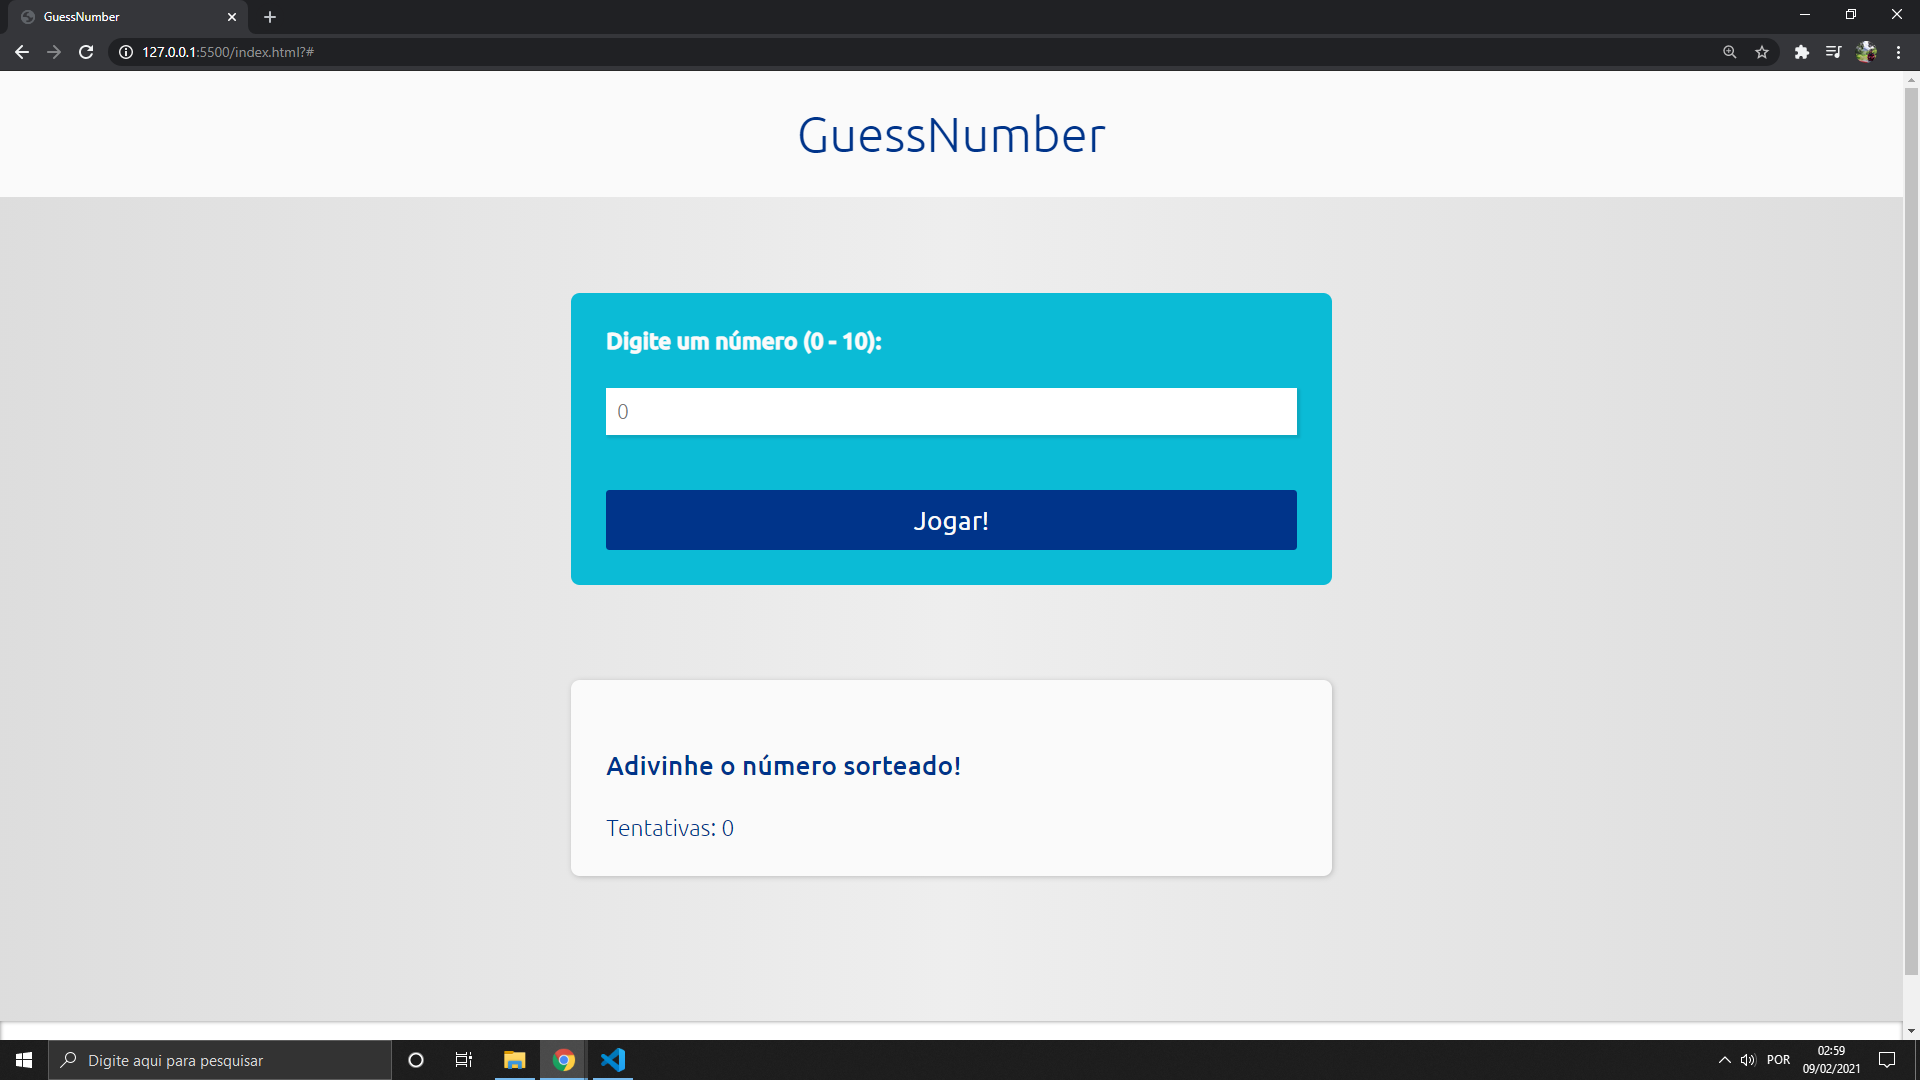 GuessNumber
127.0.0.1:5500/index.html?#
GuessNumber
Digite um número (0 - 10):
0
Jogar!
Adivinhe o número sorteado!
Tentativas: 0
Digite aqui para pesquisar
POR
02:59
09/02/2021